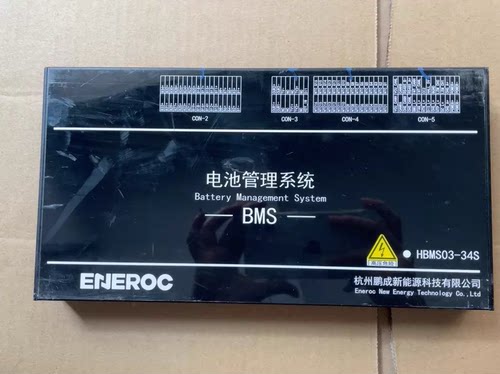 CON-2
CON-3
CON-4
CON-5
电池管理系统
Battery Management System
BMS
HBMS03-34S
ENEROC
杭州鹏成新能源科技有限公司
Eneroc New Energy Technology Co.,Ltd